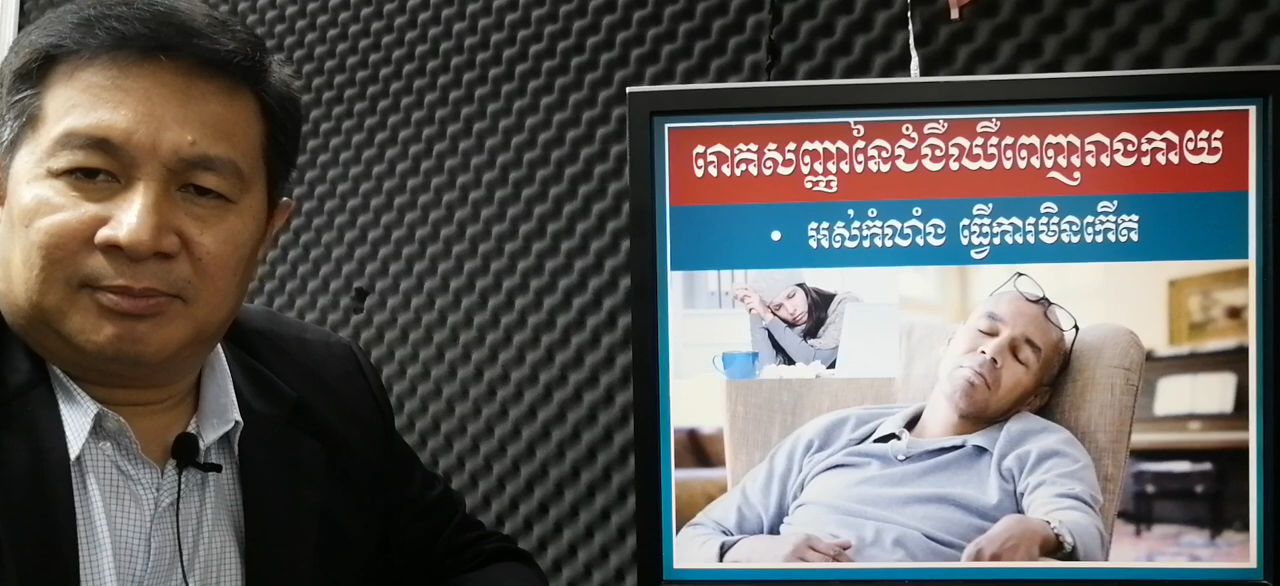 រោគសញ្ញានៃជំងឺឈឺពេញរាងកាយ
• អស់កំលាំង ធ្វើការមិនកើត